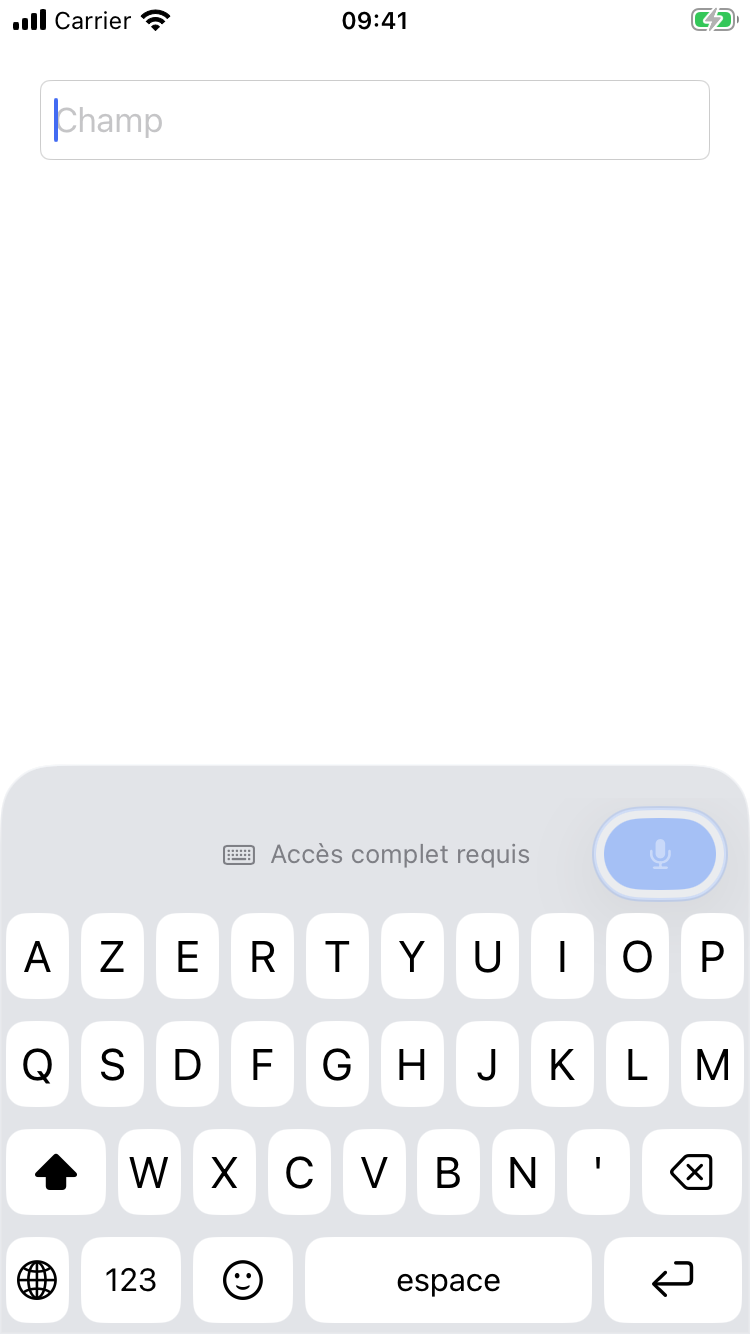 Carrier 09:41
Champ
Accès complet requis
A Z E R T Y U I O P
Q S D F G H J K L M
W X C V B N '
123 espace